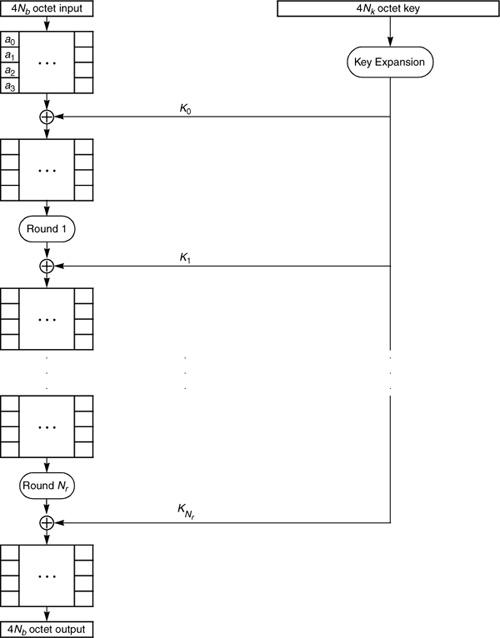 4N_b octet input
4N_k octet key
a_0
a_1
a_2
a_3
...
Key Expansion
K_0
...
Round 1
K_1
...
...
Round N_r
K_{N_r}
...
4N_b octet output